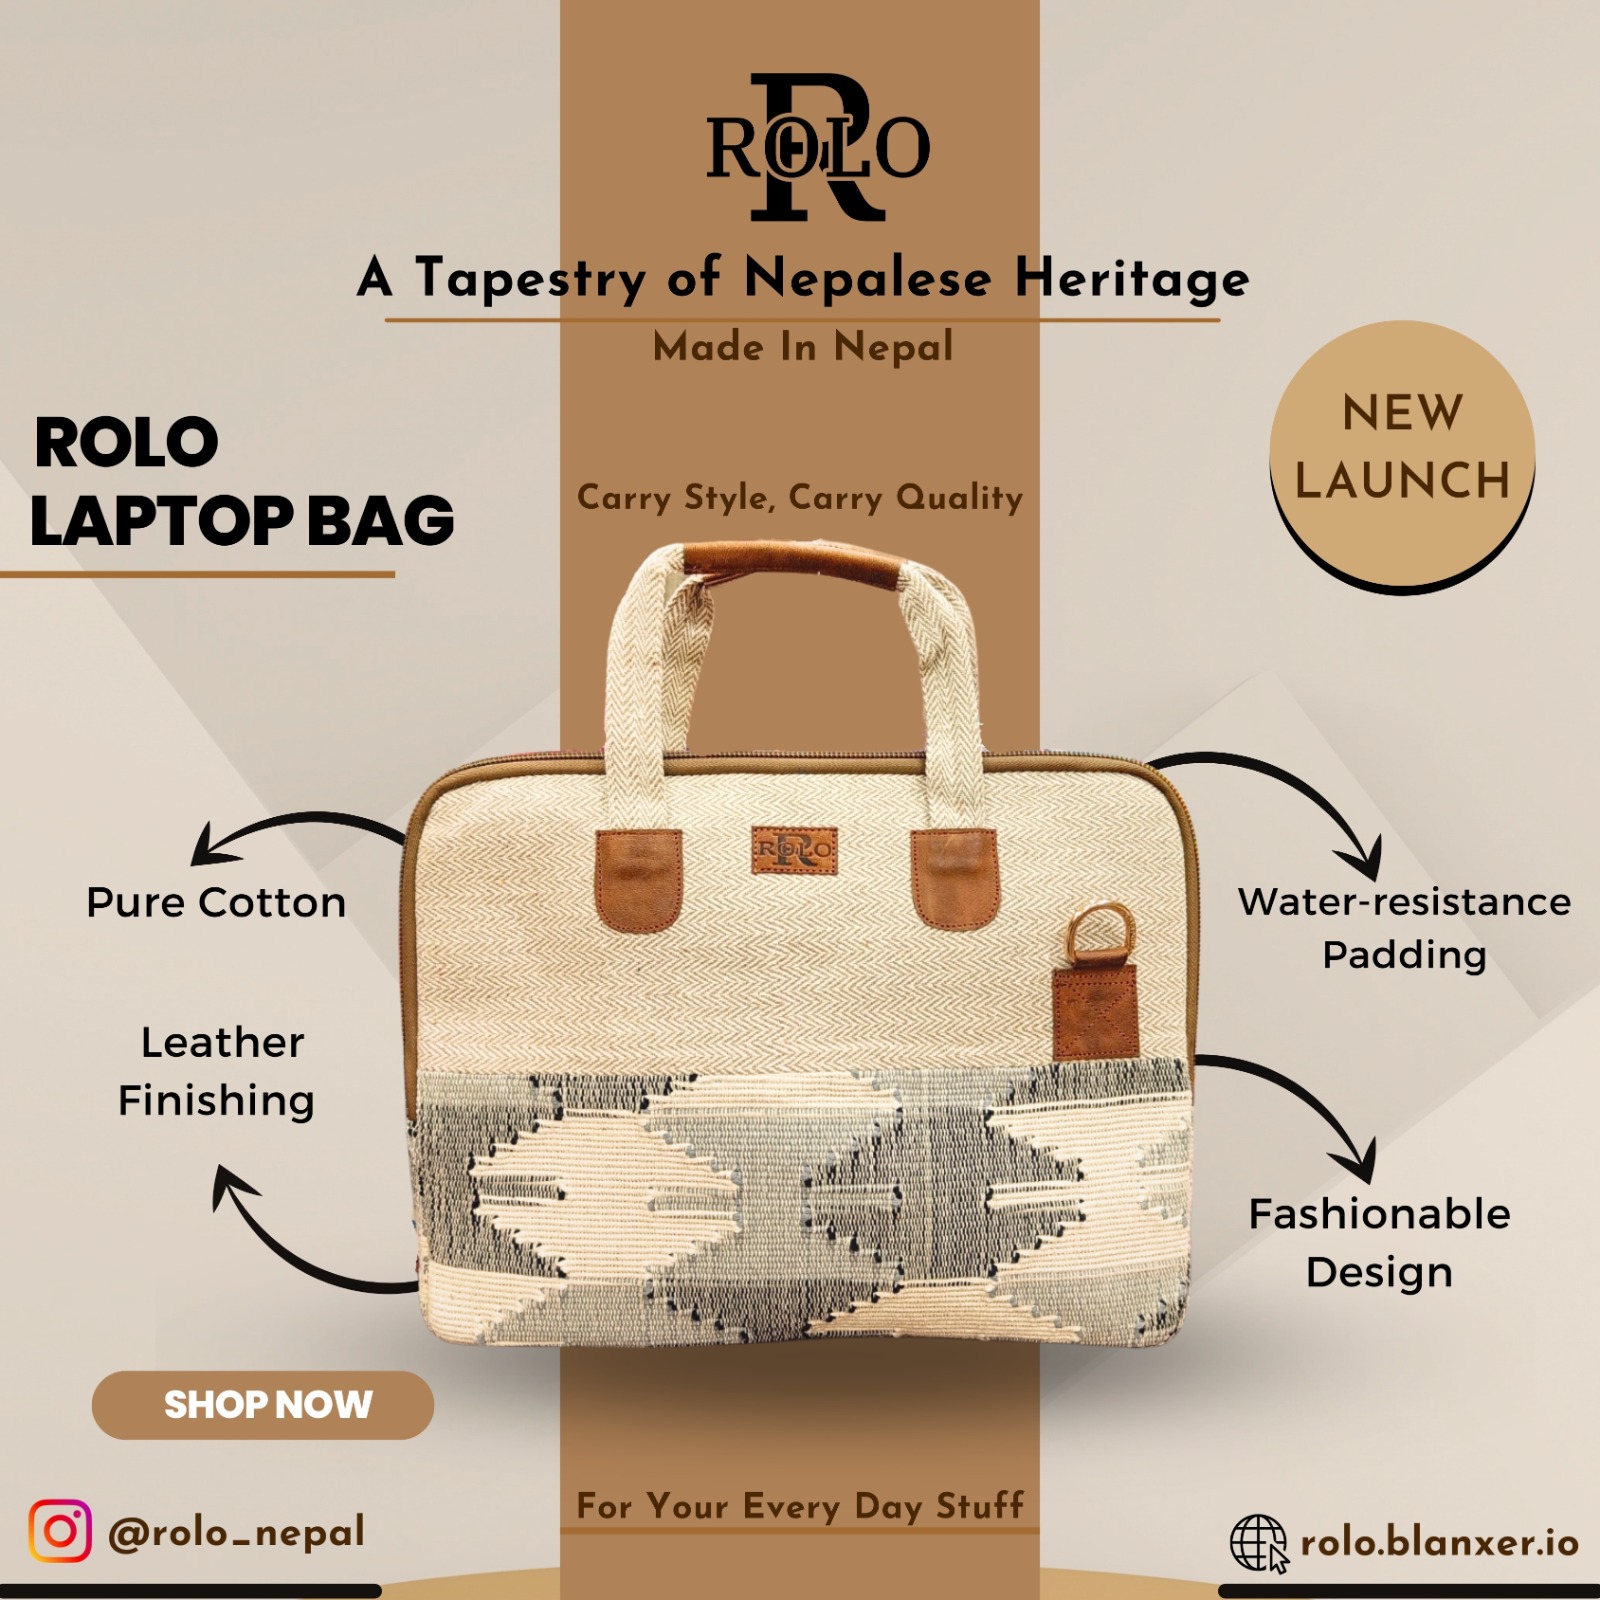 ROLO
A Tapestry of Nepalese Heritage
Made In Nepal
NEW
LAUNCH
ROLO
LAPTOP BAG
Carry Style, Carry Quality
ROLO
Pure Cotton
Water-resistance
Padding
Leather
Finishing
Fashionable
Design
SHOP NOW
For Your Every Day Stuff
@rolo_nepal
rolo.blanxer.io